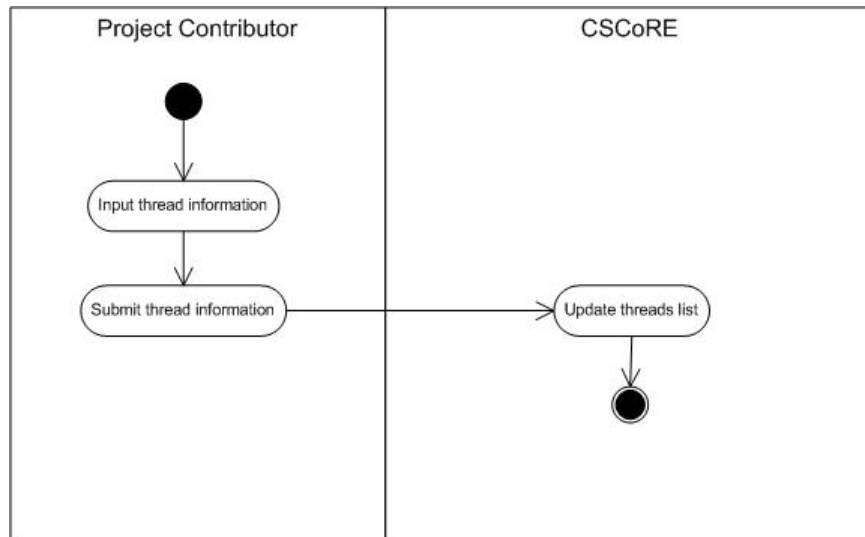 Project Contributor
CSCoRE
Input thread information
Submit thread information
Update threads list